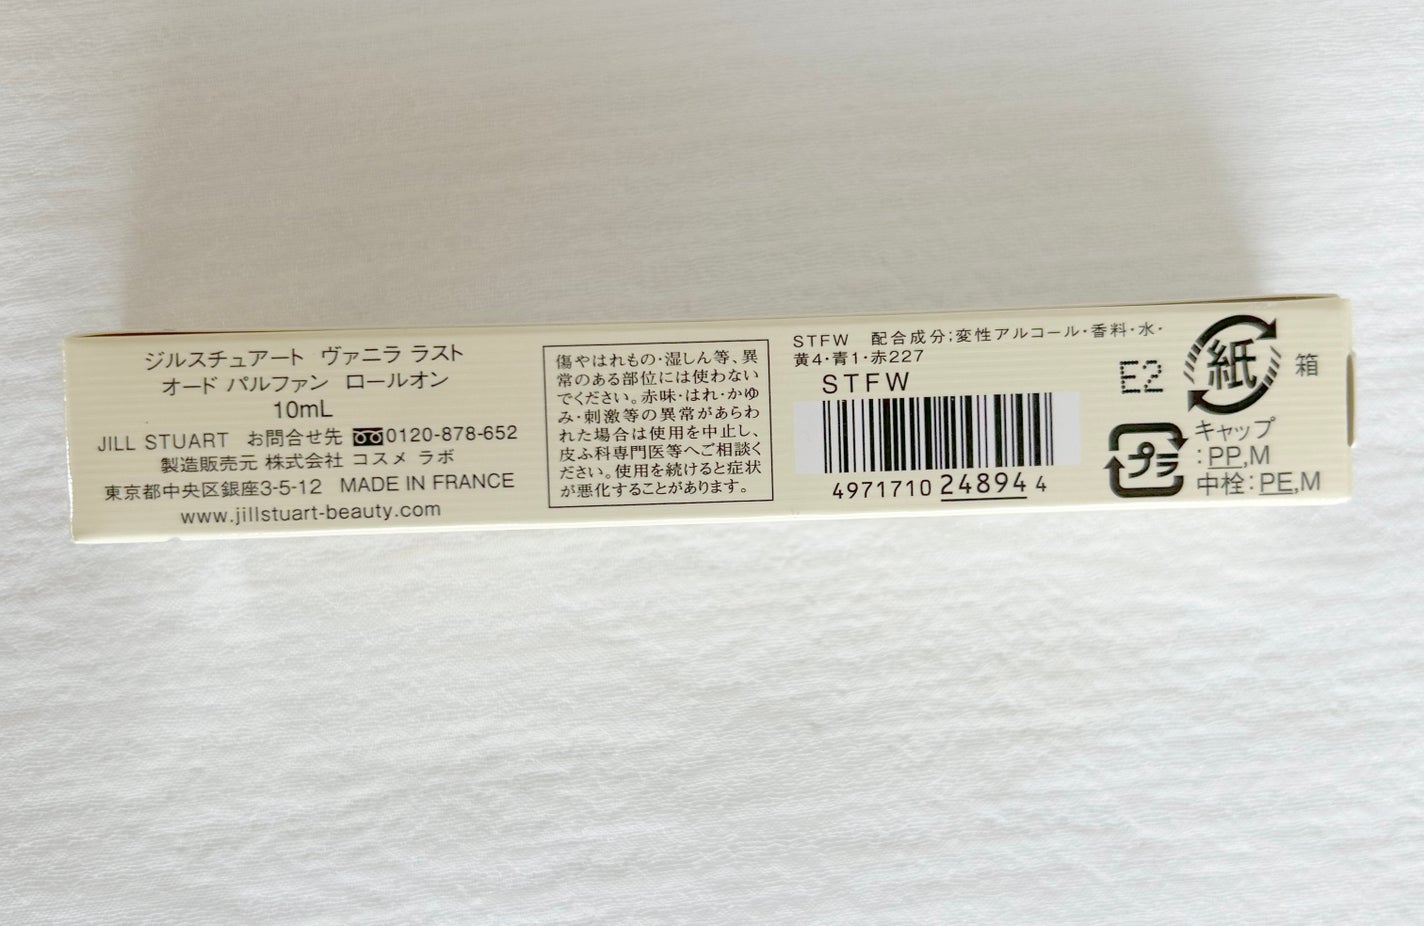 ジルスチュアート ヴァニラ ラスト
オード パルファン ロールオン
10mL
JILL STUART お問合せ先 0120-878-652
製造販売元 株式会社 コスメ ラボ
東京都中央区銀座3-5-12 MADE IN FRANCE
www.jillstuart-beauty.com
傷やはれもの・湿しん等、異
常のある部位には使わない
でください。赤味・はれ・かゆ
み・刺激等の異常があらわ
れた場合は使用を中止し、
皮ふ科専門医等へご相談く
ださい。使用を続けると症状
が悪化することがあります。
STFW 配合成分;変性アルコール・香料・水・
黄4・青1・赤227
STFW
4971710 248944
E2
紙
箱
プラ
キャップ
:PP,M
中栓:PE,M